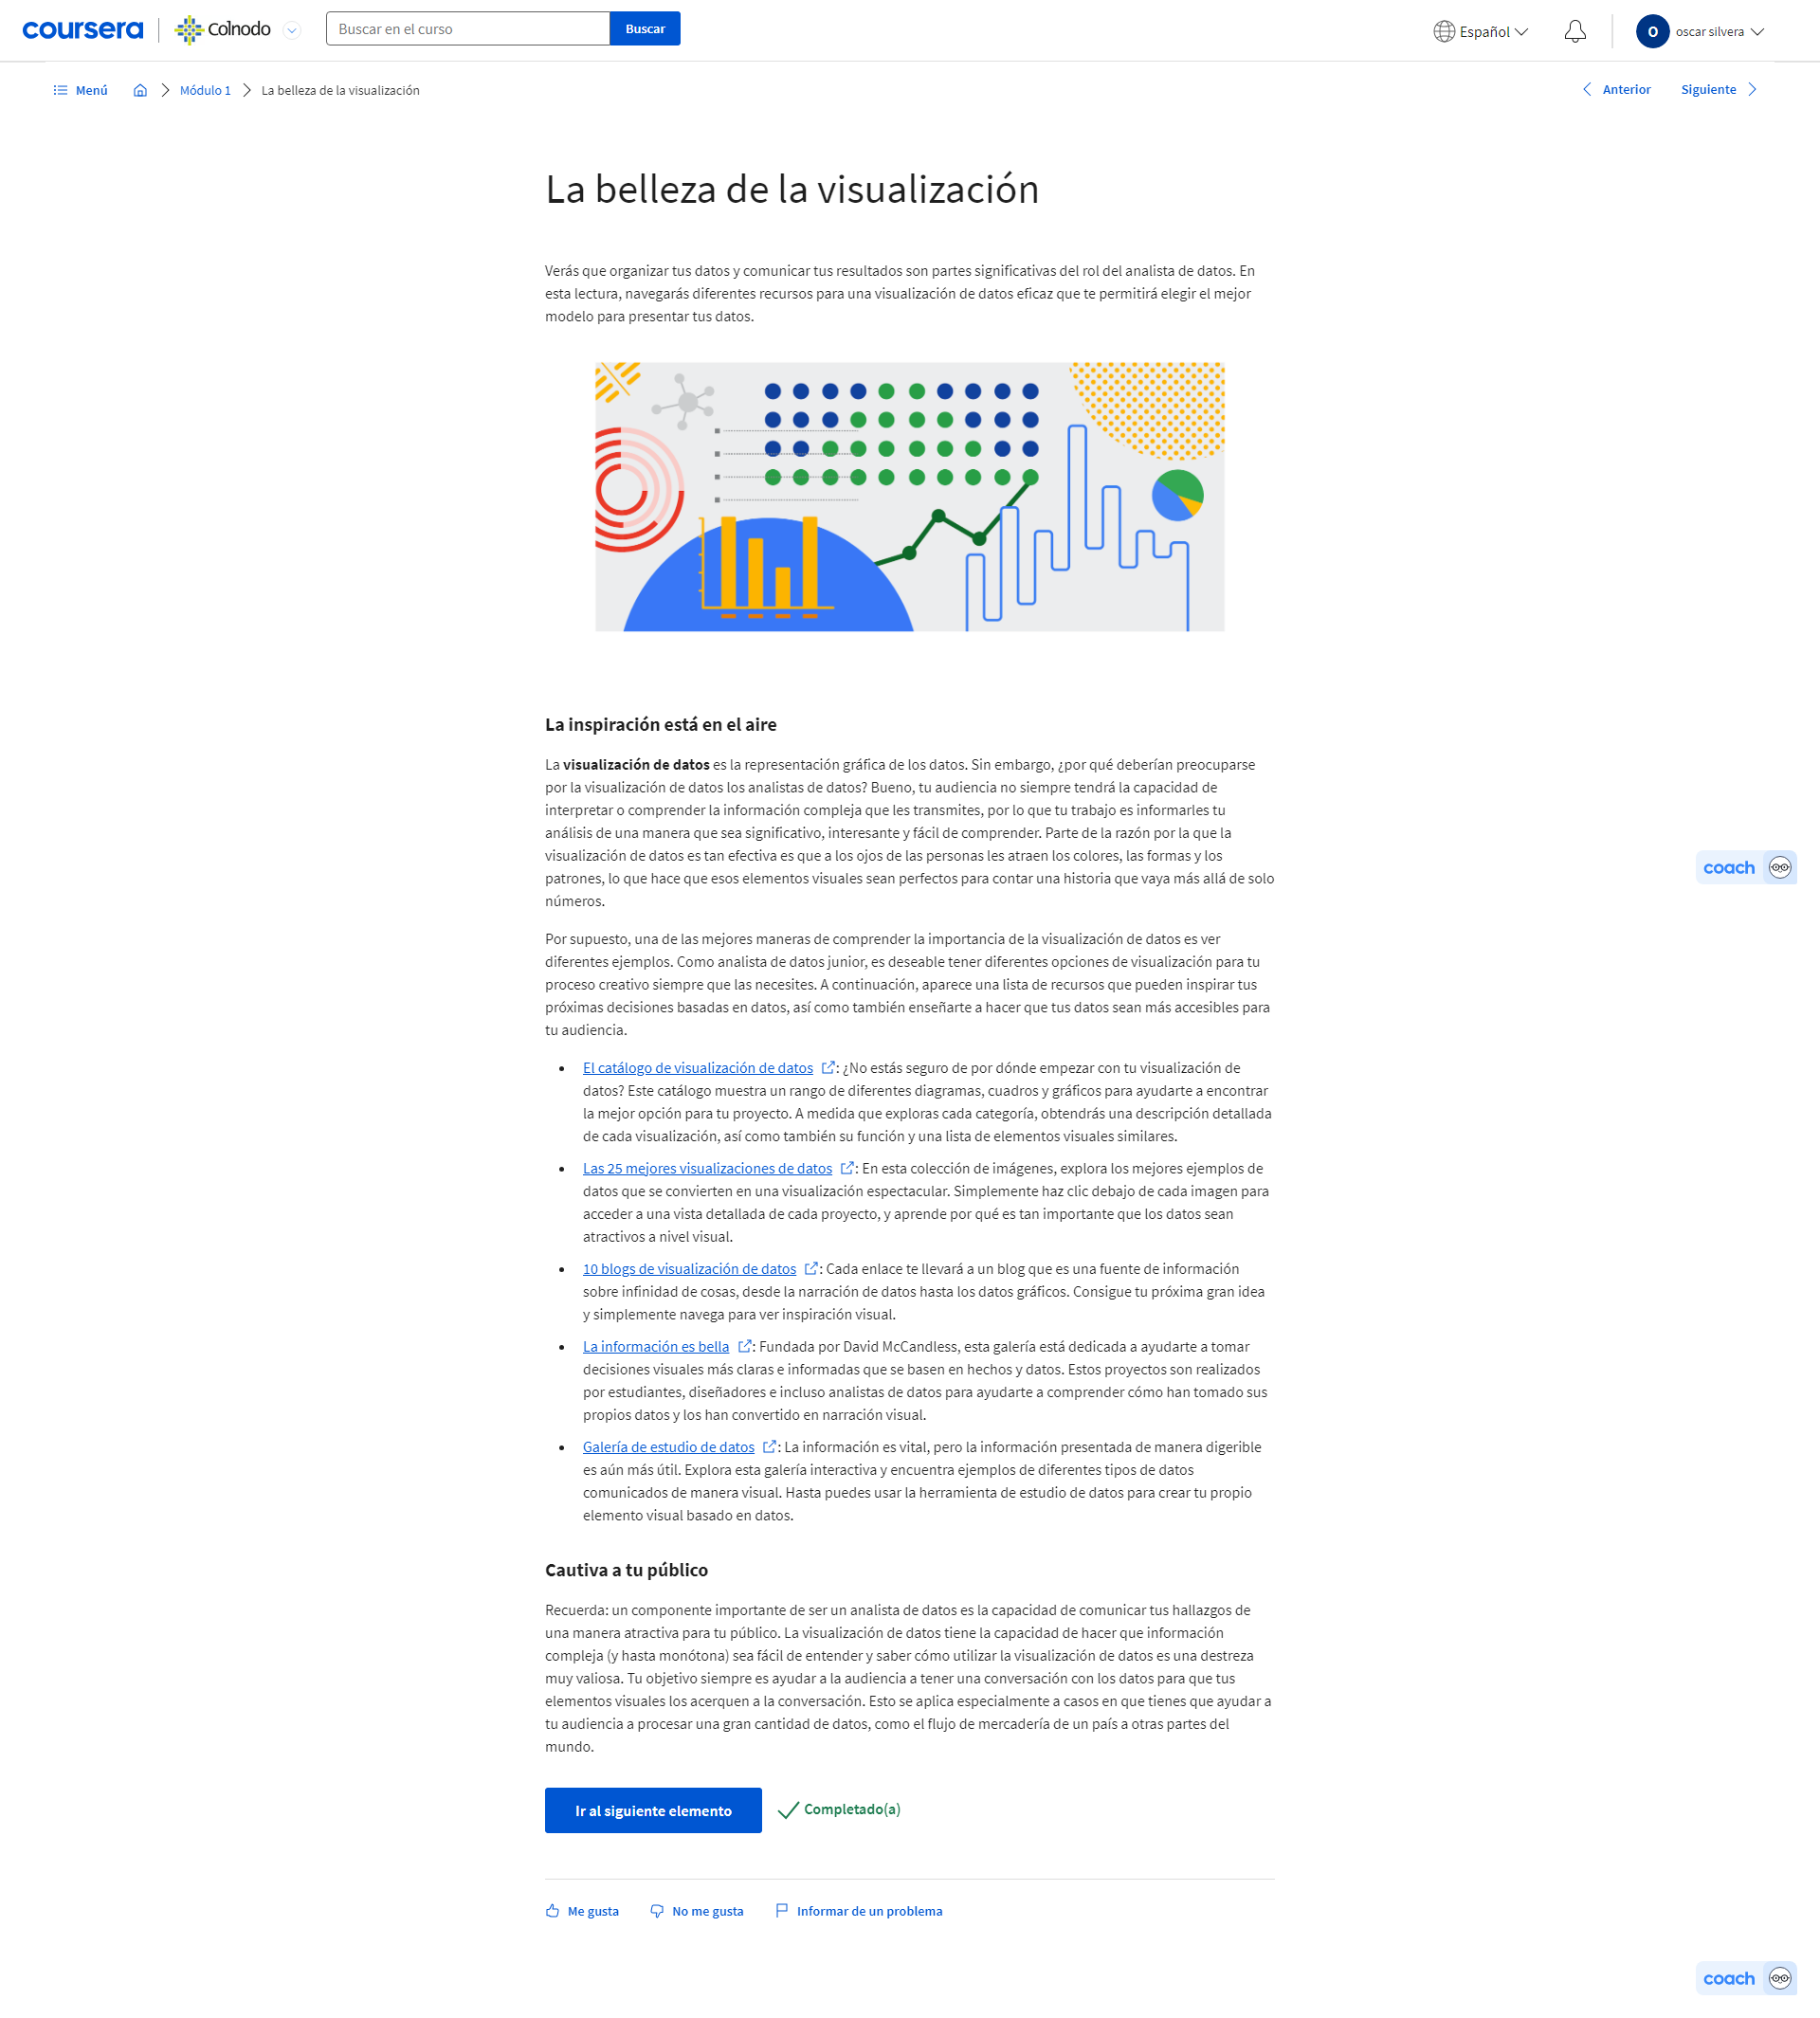 coursera
Colnodo
Buscar en el curso
Buscar
Español
O
oscar silvera
Menú
Módulo 1
La belleza de la visualización
Anterior
Siguiente
La belleza de la visualización
Verás que organizar tus datos y comunicar tus resultados son partes significativas del rol del analista de datos. En
esta lectura, navegarás diferentes recursos para una visualización de datos eficaz que te permitirá elegir el mejor
modelo para presentar tus datos.
La inspiración está en el aire
La visualización de datos es la representación gráfica de los datos. Sin embargo, ¿por qué deberían preocuparse
por la visualización de datos los analistas de datos? Bueno, tu audiencia no siempre tendrá la capacidad de
interpretar o comprender la información compleja que les transmites, por lo que tu trabajo es informarles tu
análisis de una manera que sea significativo, interesante y fácil de comprender. Parte de la razón por la que la
visualización de datos es tan efectiva es que a los ojos de las personas les atraen los colores, las formas y los
patrones, lo que hace que esos elementos visuales sean perfectos para contar una historia que vaya más allá de solo
números.
coach
Por supuesto, una de las mejores maneras de comprender la importancia de la visualización de datos es ver
diferentes ejemplos. Como analista de datos junior, es deseable tener diferentes opciones de visualización para tu
proceso creativo siempre que las necesites. A continuación, aparece una lista de recursos que pueden inspirar tus
próximas decisiones basadas en datos, así como también enseñarte a hacer que tus datos sean más accesibles para
tu audiencia.
El catálogo de visualización de datos : ¿No estás seguro de por dónde empezar con tu visualización de
datos? Este catálogo muestra un rango de diferentes diagramas, cuadros y gráficos para ayudarte a encontrar
la mejor opción para tu proyecto. A medida que exploras cada categoría, obtendrás una descripción detallada
de cada visualización, así como también su función y una lista de elementos visuales similares.
Las 25 mejores visualizaciones de datos : En esta colección de imágenes, explora los mejores ejemplos de
datos que se convierten en una visualización espectacular. Simplemente haz clic debajo de cada imagen para
acceder a una vista detallada de cada proyecto, y aprende por qué es tan importante que los datos sean
atractivos a nivel visual.
10 blogs de visualización de datos : Cada enlace te llevará a un blog que es una fuente de información
sobre infinidad de cosas, desde la narración de datos hasta los datos gráficos. Consigue tu próxima gran idea
y simplemente navega para ver inspiración visual.
La información es bella : Fundada por David McCandless, esta galería está dedicada a ayudarte a tomar
decisiones visuales más claras e informadas que se basen en hechos y datos. Estos proyectos son realizados
por estudiantes, diseñadores e incluso analistas de datos para ayudarte a comprender cómo han tomado sus
propios datos y los han convertido en narración visual.
Galería de estudio de datos : La información es vital, pero la información presentada de manera digerible
es aún más útil. Explora esta galería interactiva y encuentra ejemplos de diferentes tipos de datos
comunicados de manera visual. Hasta puedes usar la herramienta de estudio de datos para crear tu propio
elemento visual basado en datos.
Cautiva a tu público
Recuerda: un componente importante de ser un analista de datos es la capacidad de comunicar tus hallazgos de
una manera atractiva para tu público. La visualización de datos tiene la capacidad de hacer que información
compleja (y hasta monótona) sea fácil de entender y saber cómo utilizar la visualización de datos es una destreza
muy valiosa. Tu objetivo siempre es ayudar a la audiencia a tener una conversación con los datos para que tus
elementos visuales los acerquen a la conversación. Esto se aplica especialmente a casos en que tienes que ayudar a
tu audiencia a procesar una gran cantidad de datos, como el flujo de mercadería de un país a otras partes del
mundo.
Ir al siguiente elemento
Completado(a)
Me gusta
No me gusta
Informar de un problema
coach